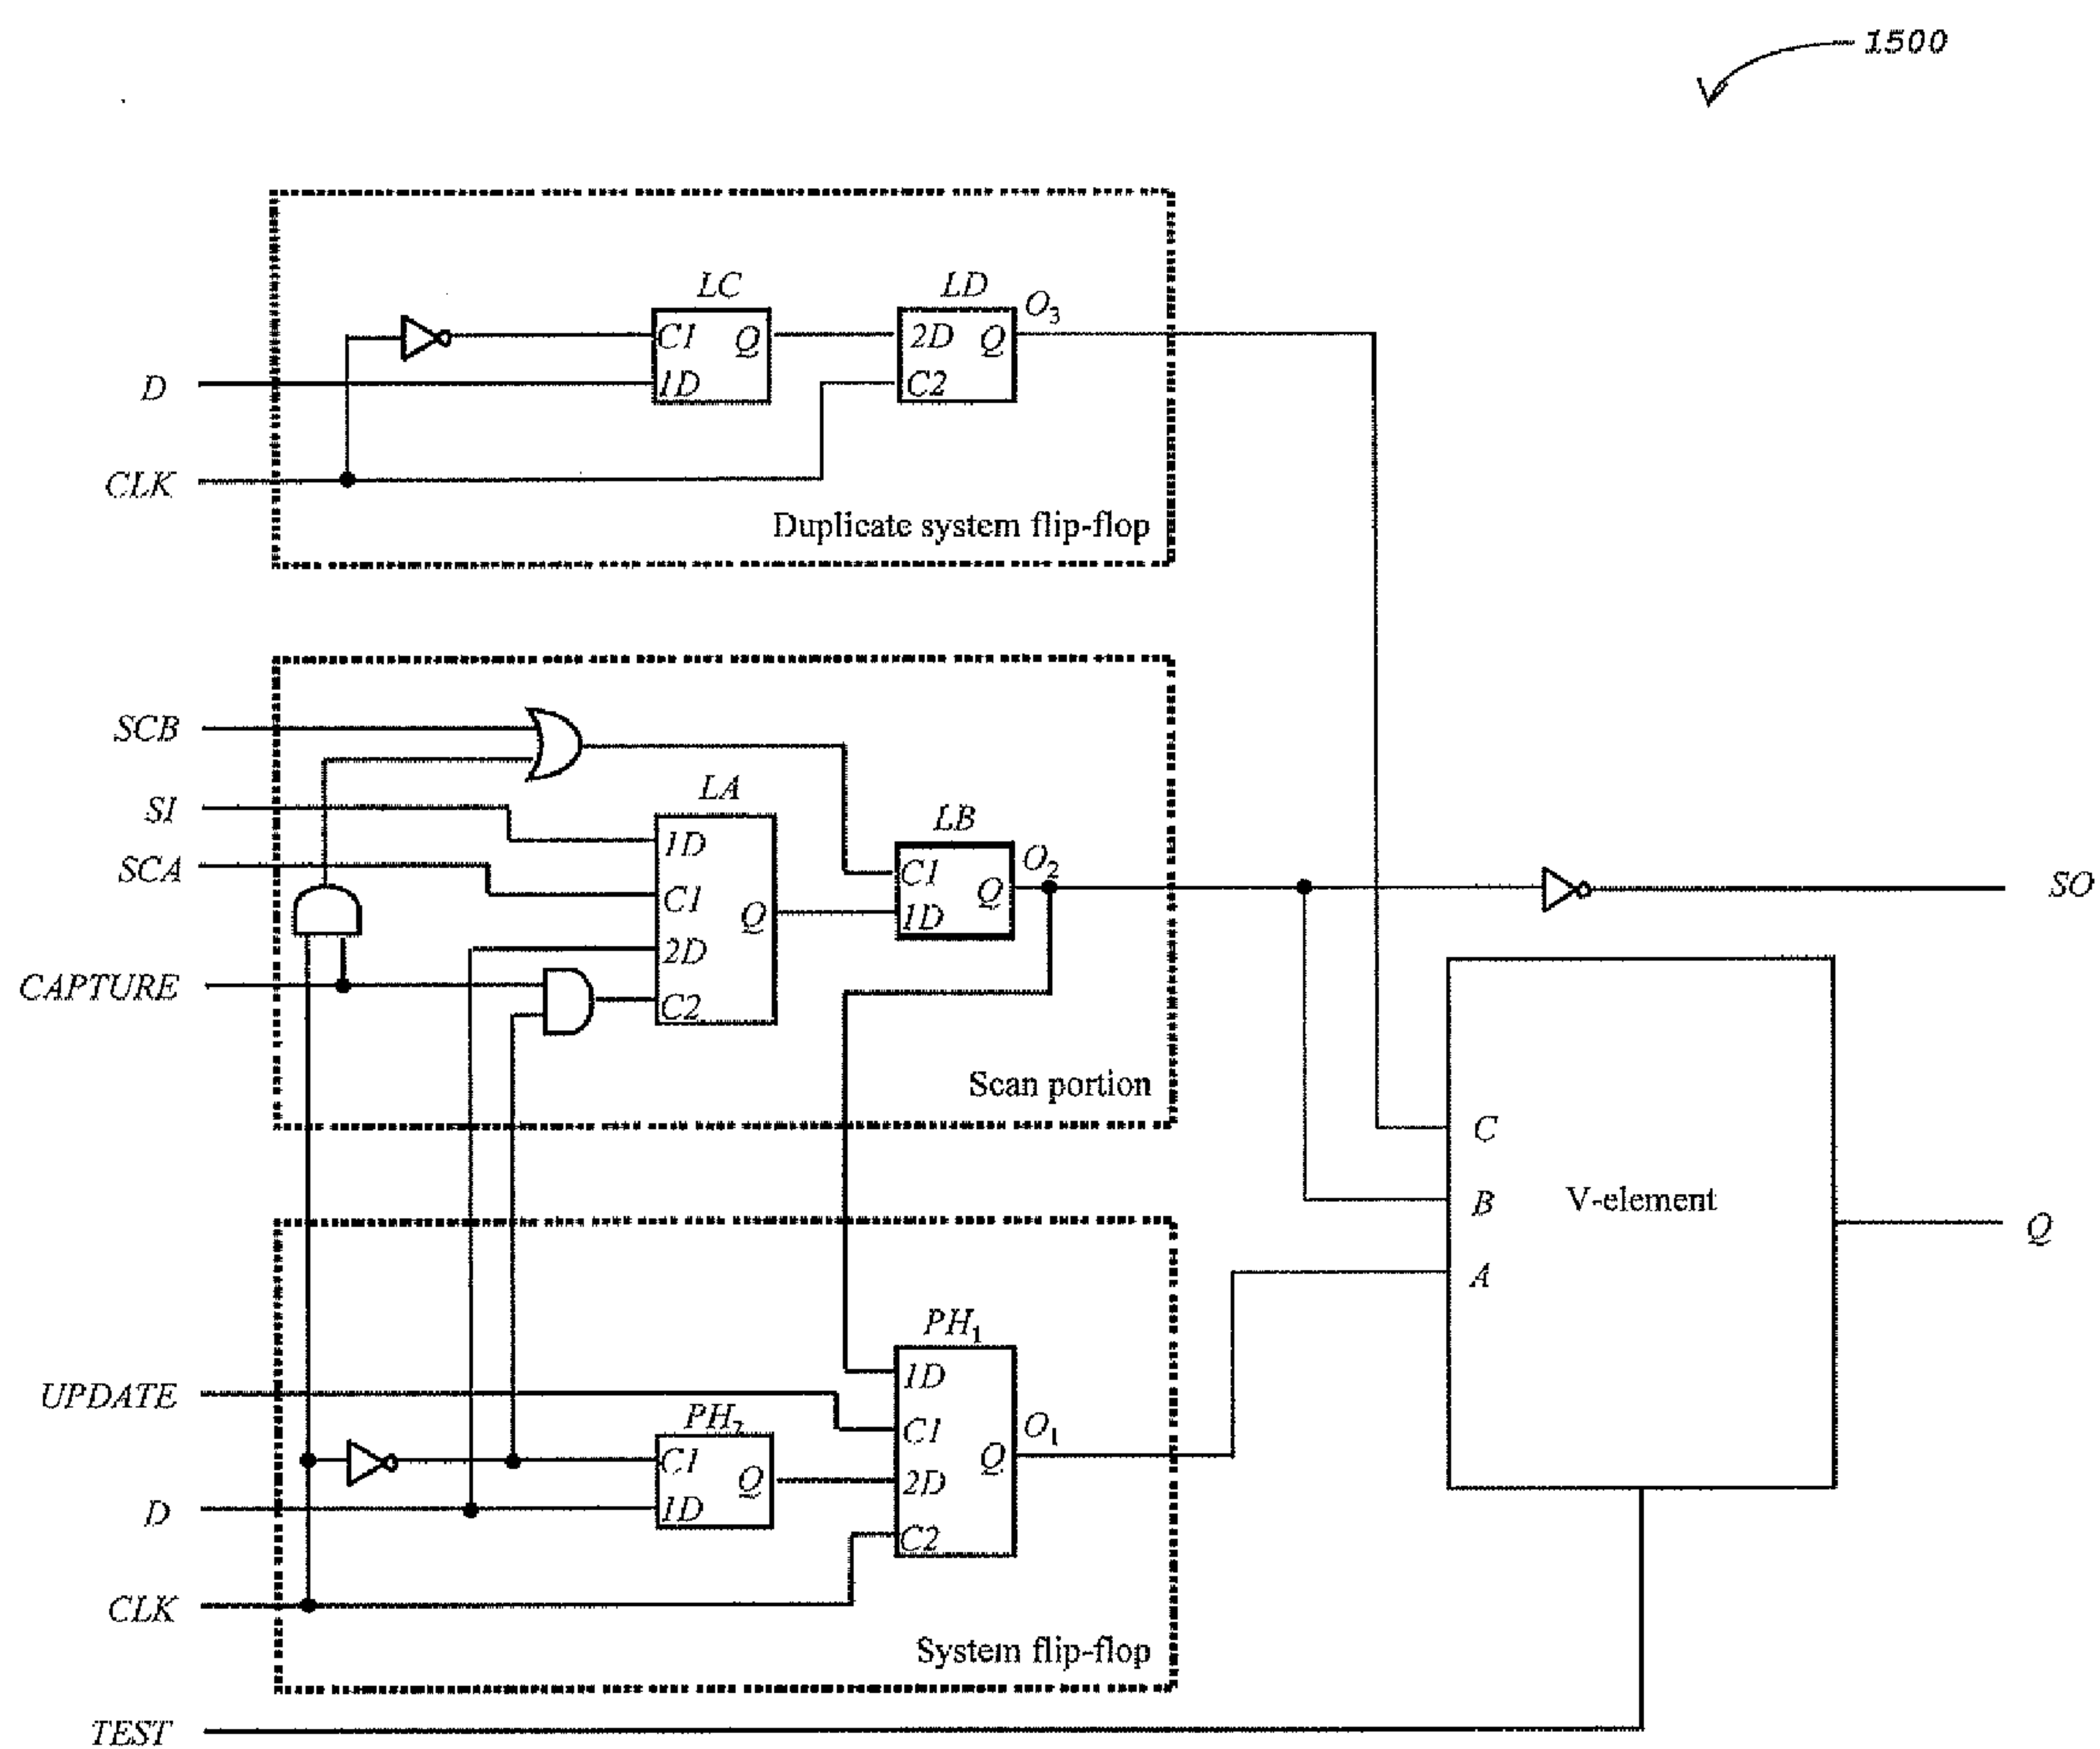 1500
LC
LD
O3
C1
Q
1D
2D
Q
C2
D
CLK
Duplicate system flip-flop
SCB
SI
SCA
CAPTURE
LA
1D
C1
2D
C2
Q
LB
O2
C1
Q
1D
SO
Scan portion
C
B
A
V-element
Q
UPDATE
D
CLK
PH2
C1
Q
1D
PH1
1D
C1
2D
C2
Q
O1
System flip-flop
TEST